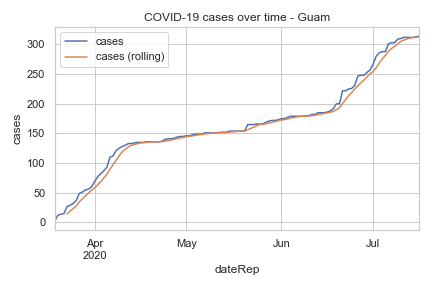 COVID-19 cases over time - Guam
cases
cases (rolling)
300
250
200
150
100
50
0
cases
Apr
2020
May
Jun
Jul
dateRep